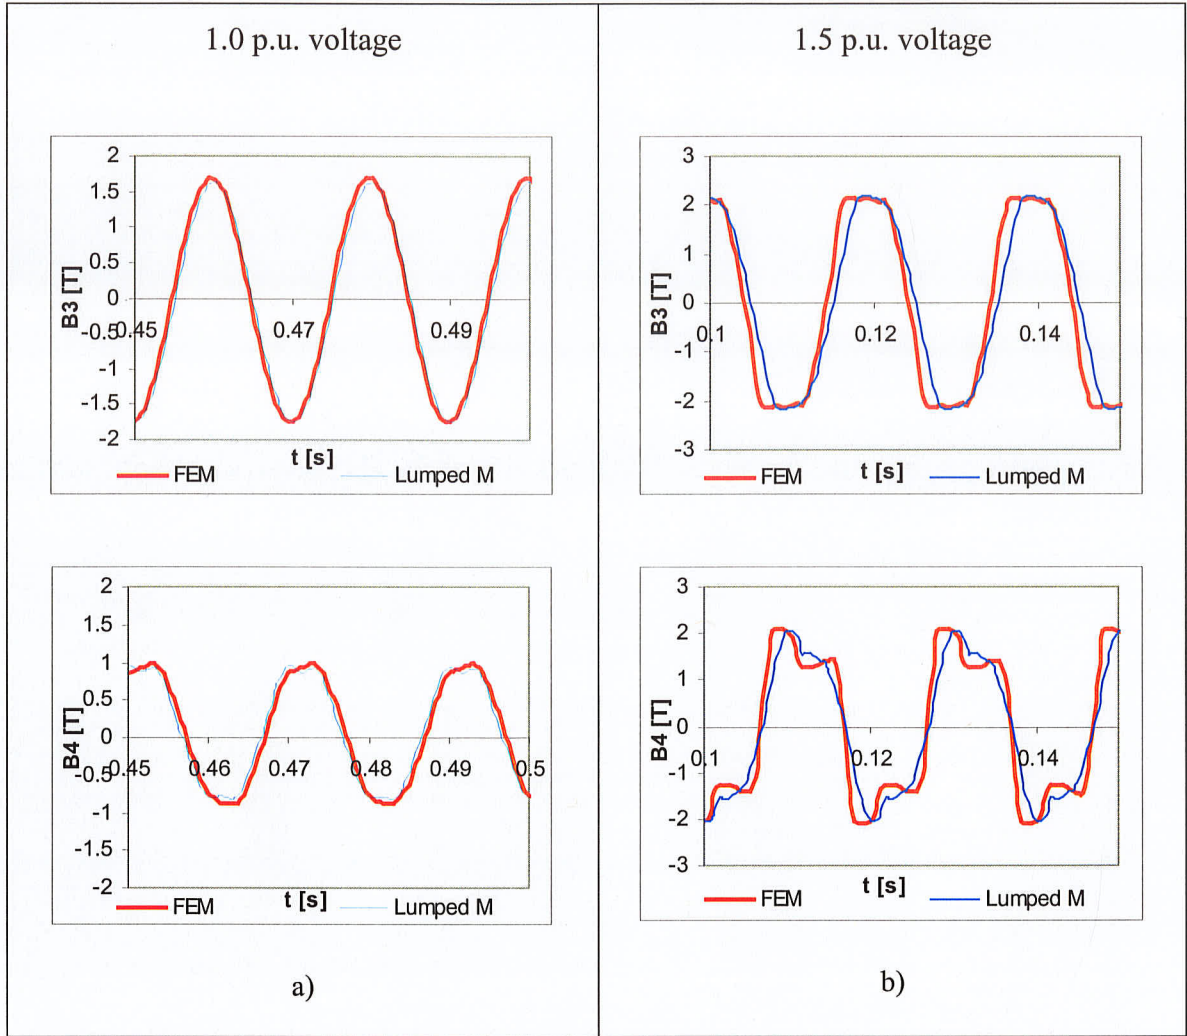 1.0 p.u. voltage
1.5 p.u. voltage
2
1.5
1
0.5
0
-0.5
-1
-1.5
-2
B3 [T]
0.45
0.47
0.49
t [s]
FEM
Lumped M
3
2
1
0
-1
-2
-3
B3 [T]
0.1
0.12
0.14
t [s]
FEM
Lumped M
2
1.5
1
0.5
0
-0.5
-1
-1.5
-2
B4 [T]
0.45
0.46
0.47
0.48
0.49
0.5
t [s]
FEM
Lumped M
3
2
1
0
-1
-2
-3
B4 [T]
0.1
0.12
0.14
t [s]
FEM
Lumped M
a)
b)